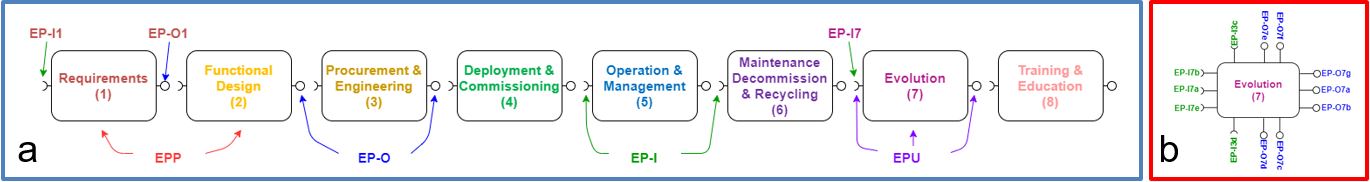 EP-I1
EP-O1
EP-I7
Requirements
(1)
Functional
Design
(2)
Procurement &
Engineering
(3)
Deployment &
Commissioning
(4)
Operation &
Management
(5)
Maintenance
Decommission
& Recycling
(6)
Evolution
(7)
Training &
Education
(8)
EPP
EP-O
EP-I
EPU
a
EP-I3c
EP-O7e
EP-O7f
EP-I7b
EP-I7a
EP-I7e
Evolution
(7)
EP-O7g
EP-O7a
EP-O7b
EP-I3d
EP-O7d
EP-O7c
b